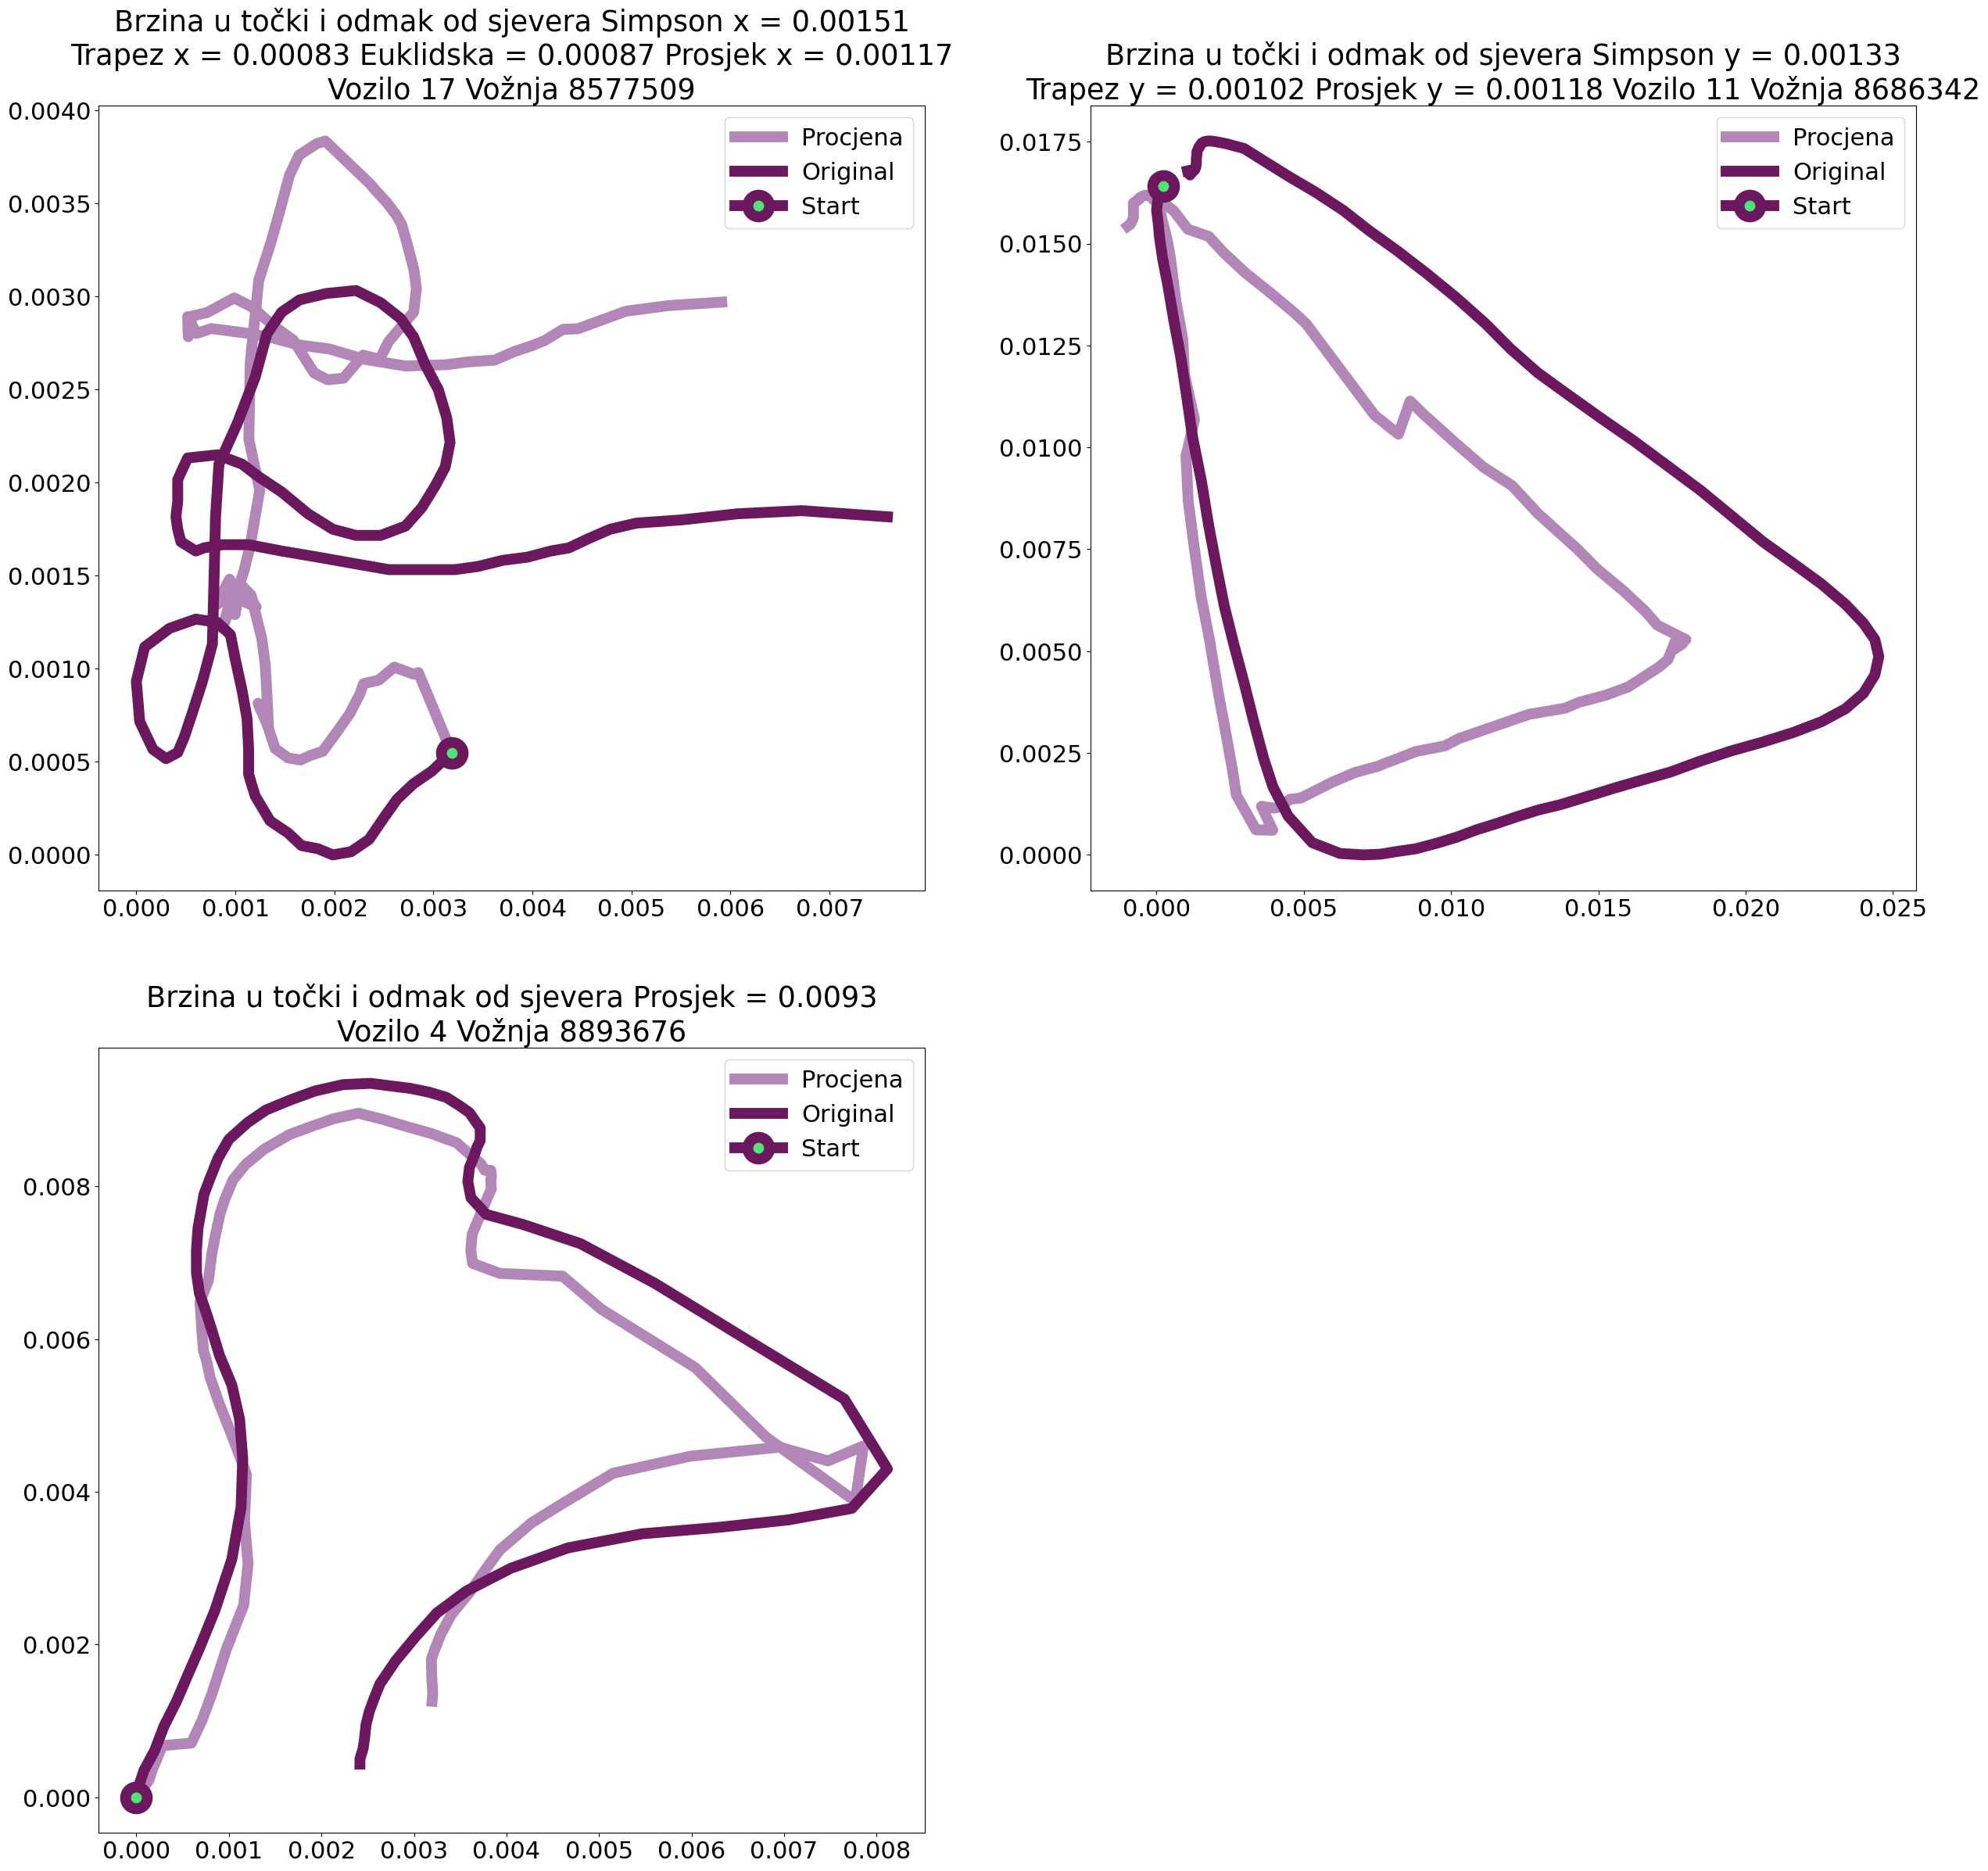 Brzina u točki i odmak od sjevera Simpson x = 0.00151
Trapez x = 0.00083 Euklidska = 0.00087 Prosjek x = 0.00117
Vozilo 17 Vožnja 8577509
0.0040
0.0035
0.0030
0.0025
0.0020
0.0015
0.0010
0.0005
0.0000
0.000 0.001 0.002 0.003 0.004 0.005 0.006 0.007
Procjena
Original
Start
Brzina u točki i odmak od sjevera Simpson y = 0.00133
Trapez y = 0.00102 Prosjek y = 0.00118 Vozilo 11 Vožnja 8686342
0.0175
0.0150
0.0125
0.0100
0.0075
0.0050
0.0025
0.0000
0.000 0.005 0.010 0.015 0.020 0.025
Procjena
Original
Start
Brzina u točki i odmak od sjevera Prosjek = 0.0093
Vozilo 4 Vožnja 8893676
0.008
0.006
0.004
0.002
0.000
0.000 0.001 0.002 0.003 0.004 0.005 0.006 0.007 0.008
Procjena
Original
Start